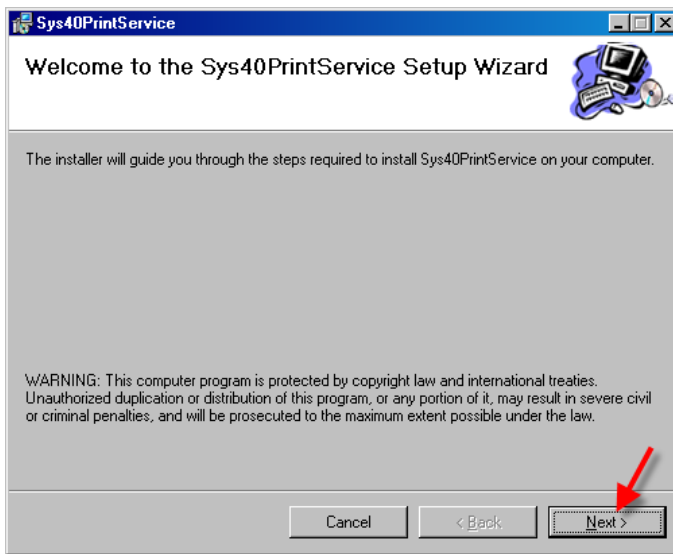 Sys40PrintService
Welcome to the Sys40PrintService Setup Wizard
The installer will guide you through the steps required to install Sys40PrintService on your computer.
WARNING: This computer program is protected by copyright law and international treaties.
Unauthorized duplication or distribution of this program, or any portion of it, may result in severe civil
or criminal penalties, and will be prosecuted to the maximum extent possible under the law.
Cancel
< Back
Next >